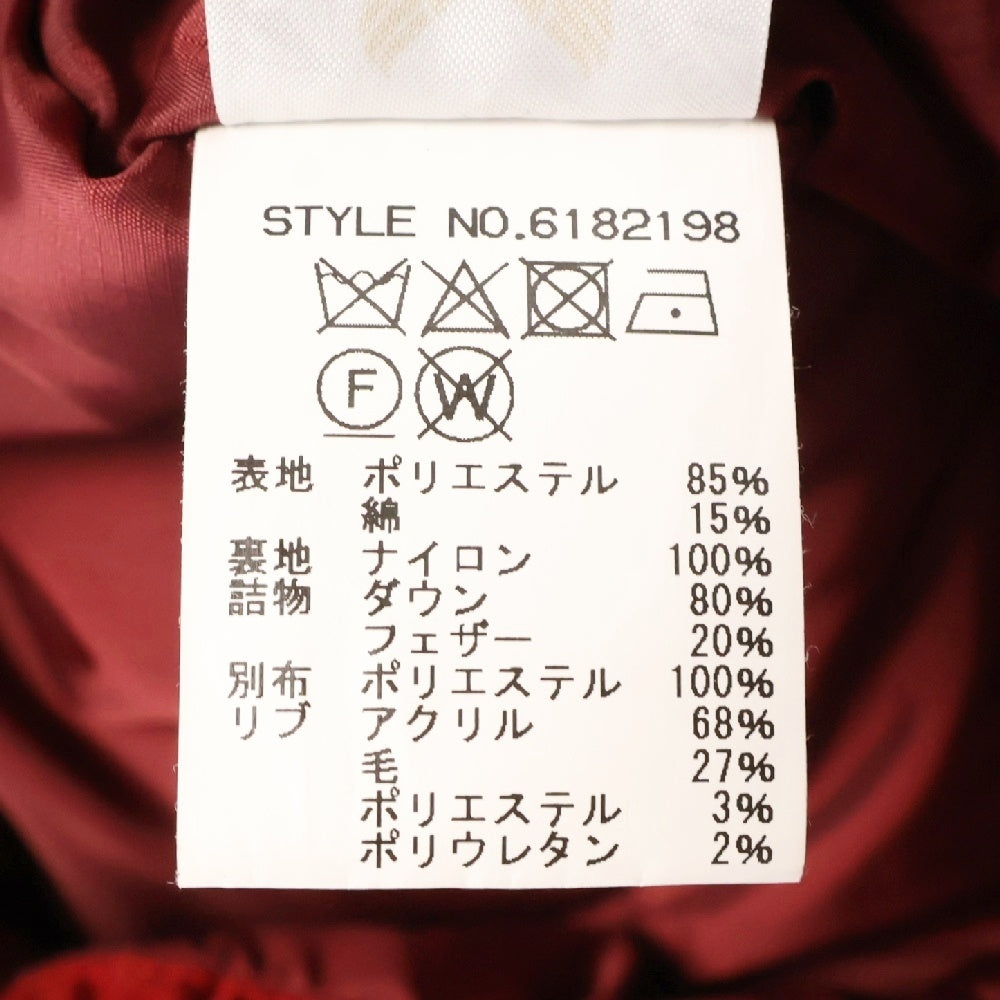 STYLE NO.6182198
F W
表地 ポリエステル 85%
綿 15%
裏地 ナイロン 100%
詰物 ダウン 80%
フェザー 20%
別布 ポリエステル 100%
リブ アクリル 68%
毛 27%
ポリエステル 3%
ポリウレタン 2%